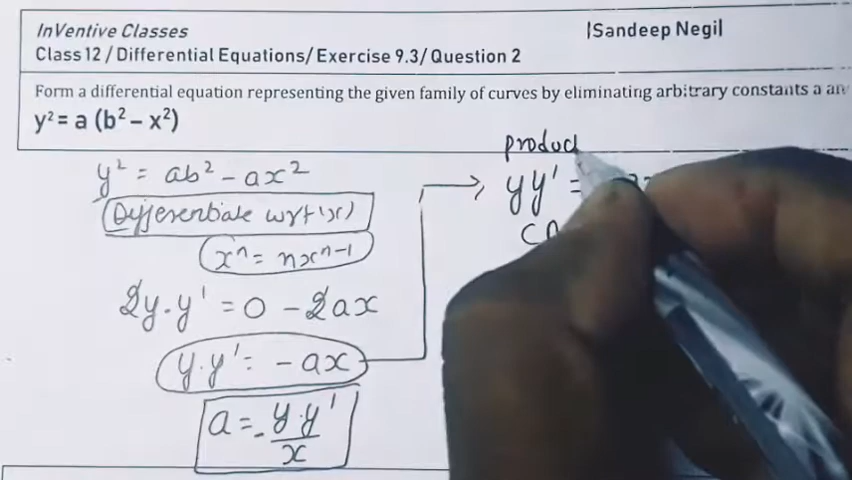 InVentive Classes
|Sandeep Negi|
Class 12 / Differential Equations/ Exercise 9.3/ Question 2
Form a differential equation representing the given family of curves by eliminating arbitrary constants a an
y² = a (b² – x²)
y² = ab² - ax²
Differentiate wrt (x)
xⁿ = nxⁿ⁻¹
2y·y' = 0 - 2ax
y·y' = - ax
a = - y·y' / x
product
yy' =